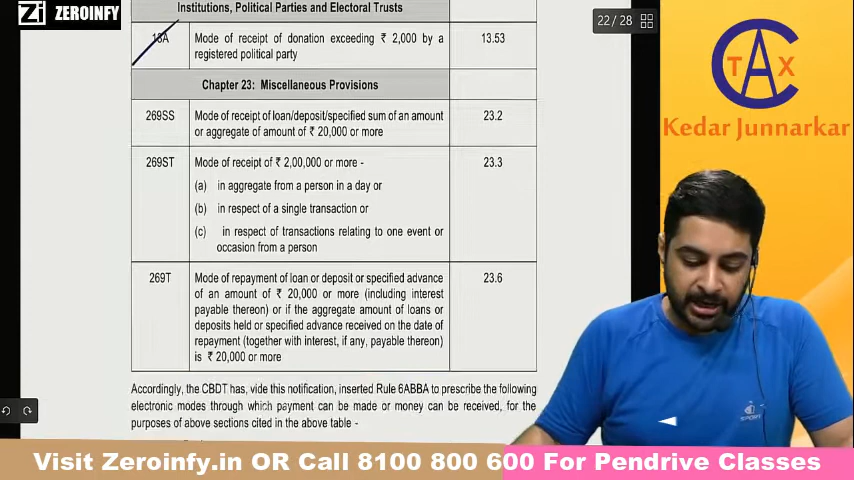 Zi ZEROINFY
Institutions, Political Parties and Electoral Trusts
13A
Mode of receipt of donation exceeding ₹ 2,000 by a
registered political party
13.53
Chapter 23: Miscellaneous Provisions
269SS
Mode of receipt of loan/deposit/specified sum of an amount
or aggregate of amount of ₹ 20,000 or more
23.2
269ST
Mode of receipt of ₹ 2,00,000 or more -
(a) in aggregate from a person in a day or
(b) in respect of a single transaction or
(c) in respect of transactions relating to one event or
occasion from a person
23.3
269T
Mode of repayment of loan or deposit or specified advance
of an amount of ₹ 20,000 or more (including interest
payable thereon) or if the aggregate amount of loans or
deposits held or specified advance received on the date of
repayment (together with interest, if any, payable thereon)
is ₹ 20,000 or more
23.6
Accordingly, the CBDT has, vide this notification, inserted Rule 6ABBA to prescribe the following
electronic modes through which payment can be made or money can be received, for the
purposes of above sections cited in the above table -
22 / 28
TAX
Kedar Junnarkar
Visit Zeroinfy.in OR Call 8100 800 600 For Pendrive Classes